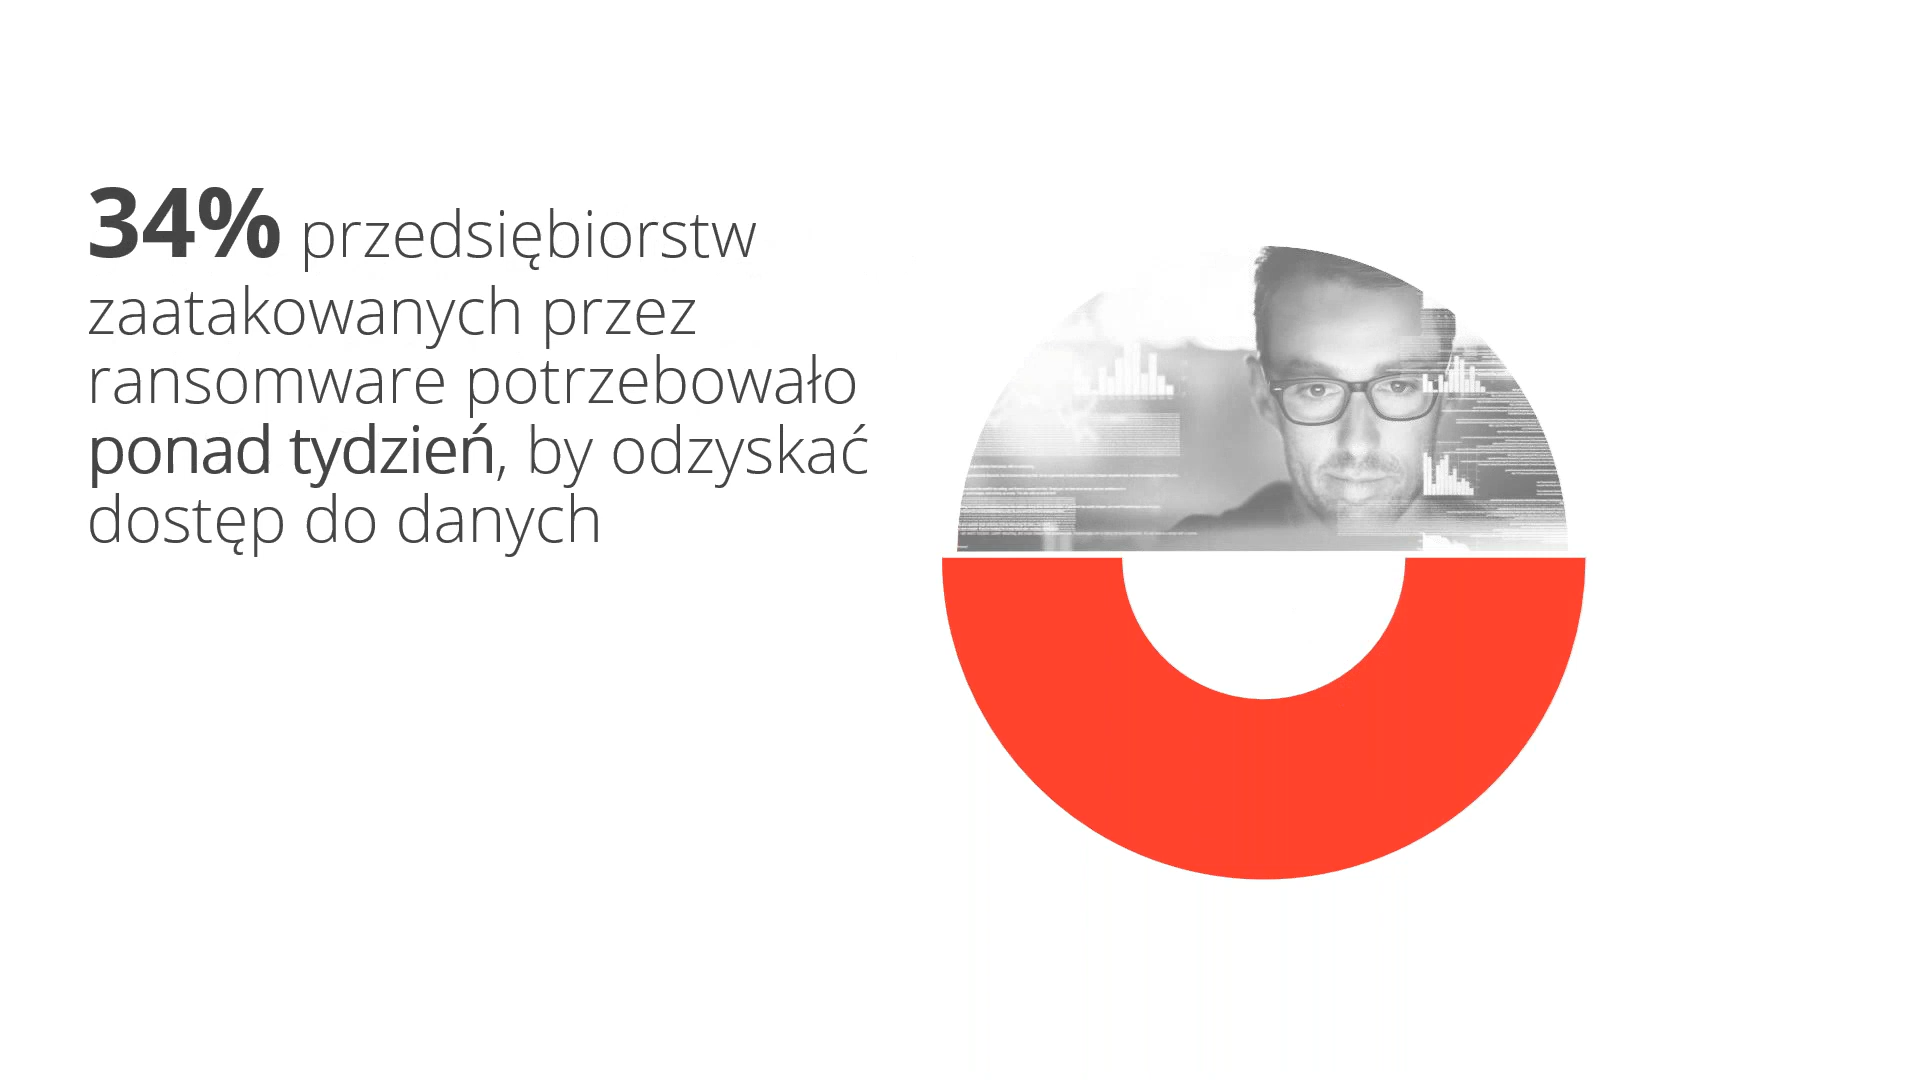 34% przedsiębiorstw
zaatakowanych przez
ransomware potrzebowało
ponad tydzień, by odzyskać
dostęp do danych